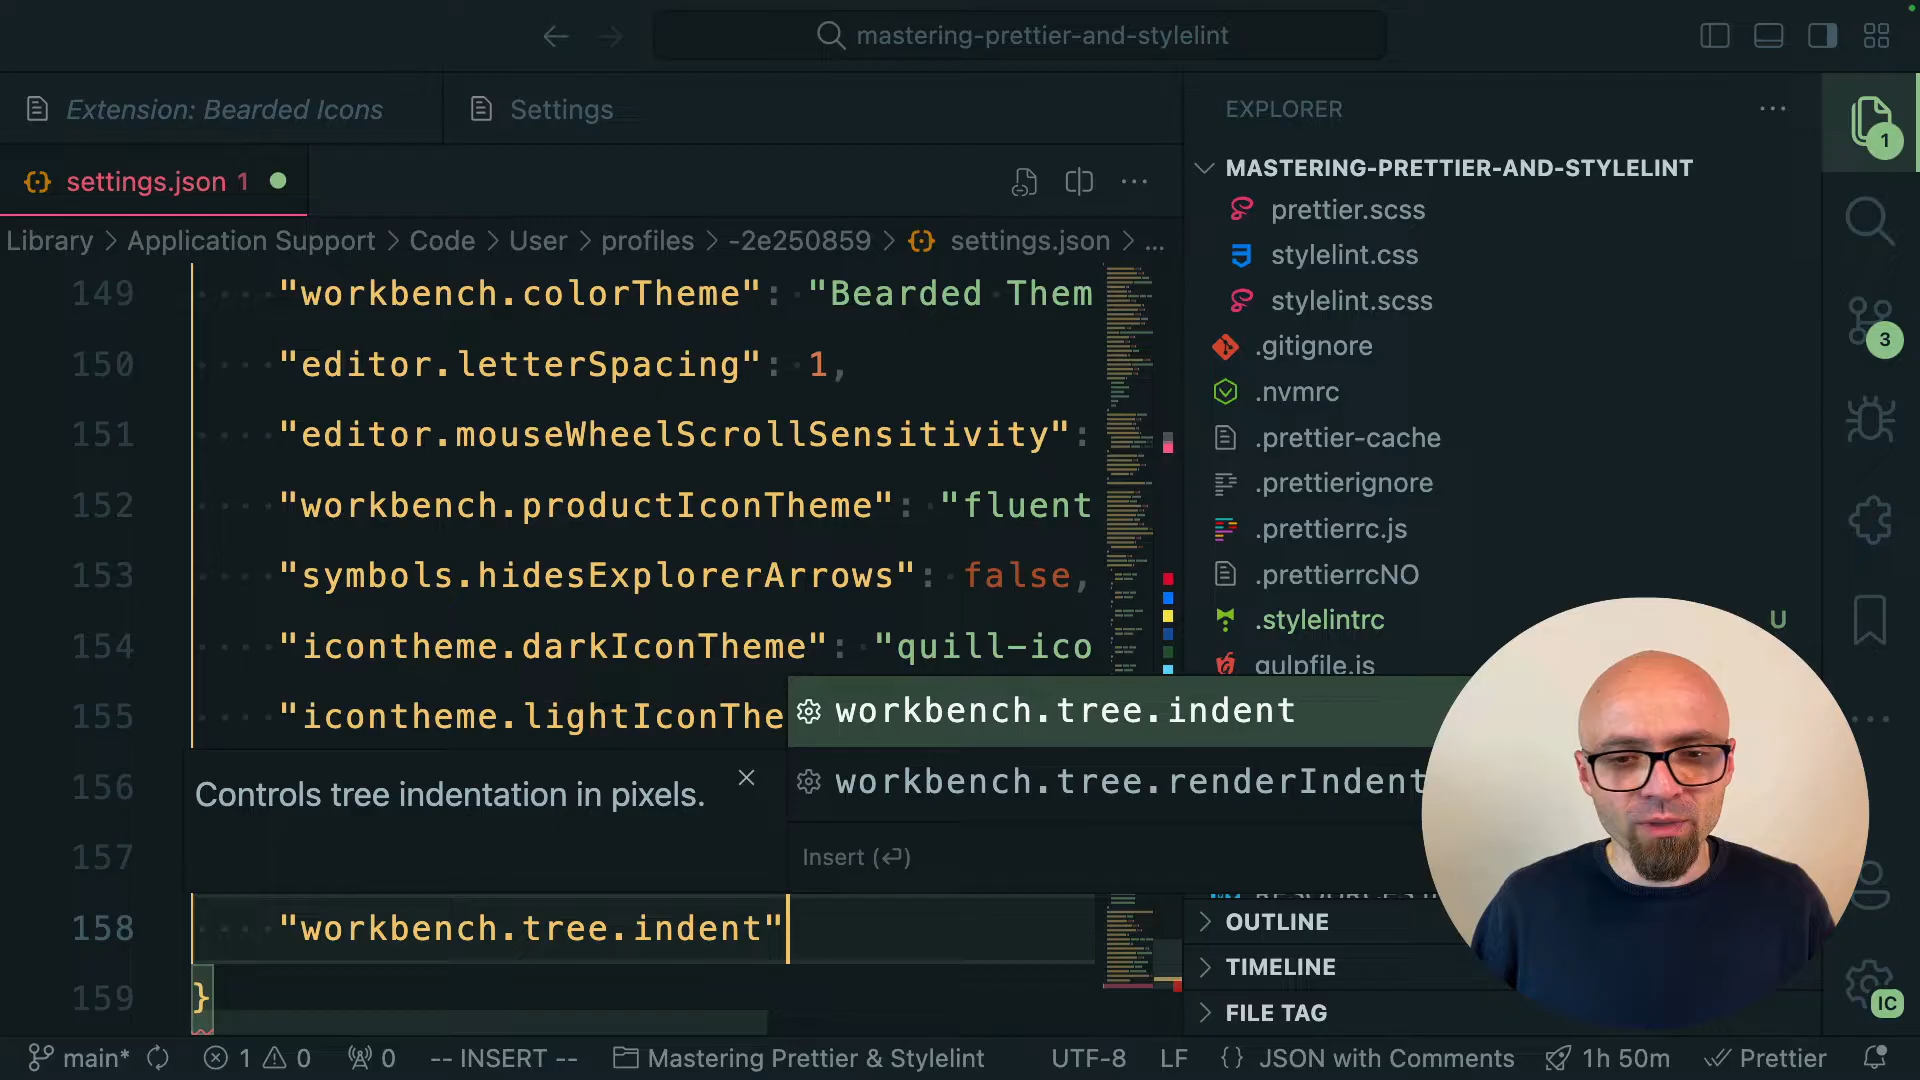 mastering-prettier-and-stylelint
Extension: Bearded Icons
Settings
settings.json 1
Library > Application Support > Code > User > profiles > -2e250859 > settings.json > ...
149 "workbench.colorTheme": "Bearded Them
150 "editor.letterSpacing": 1,
151 "editor.mouseWheelScrollSensitivity":
152 "workbench.productIconTheme": "fluent
153 "symbols.hidesExplorerArrows": false,
154 "icontheme.darkIconTheme": "quill-ico
155 "icontheme.lightIconThe
156
157
158 "workbench.tree.indent"
159 }
Controls tree indentation in pixels.
workbench.tree.indent
workbench.tree.renderIndent
Insert (↵)
EXPLORER
MASTERING-PRETTIER-AND-STYLELINT
prettier.scss
stylelint.css
stylelint.scss
.gitignore
.nvmrc
.prettier-cache
.prettierignore
.prettierrc.js
.prettierrcNO
.stylelintrc U
gulpfile.js
OUTLINE
TIMELINE
FILE TAG
1
3
IC
main* 1 0 0 -- INSERT -- Mastering Prettier & Stylelint UTF-8 LF {} JSON with Comments 1h 50m Prettier